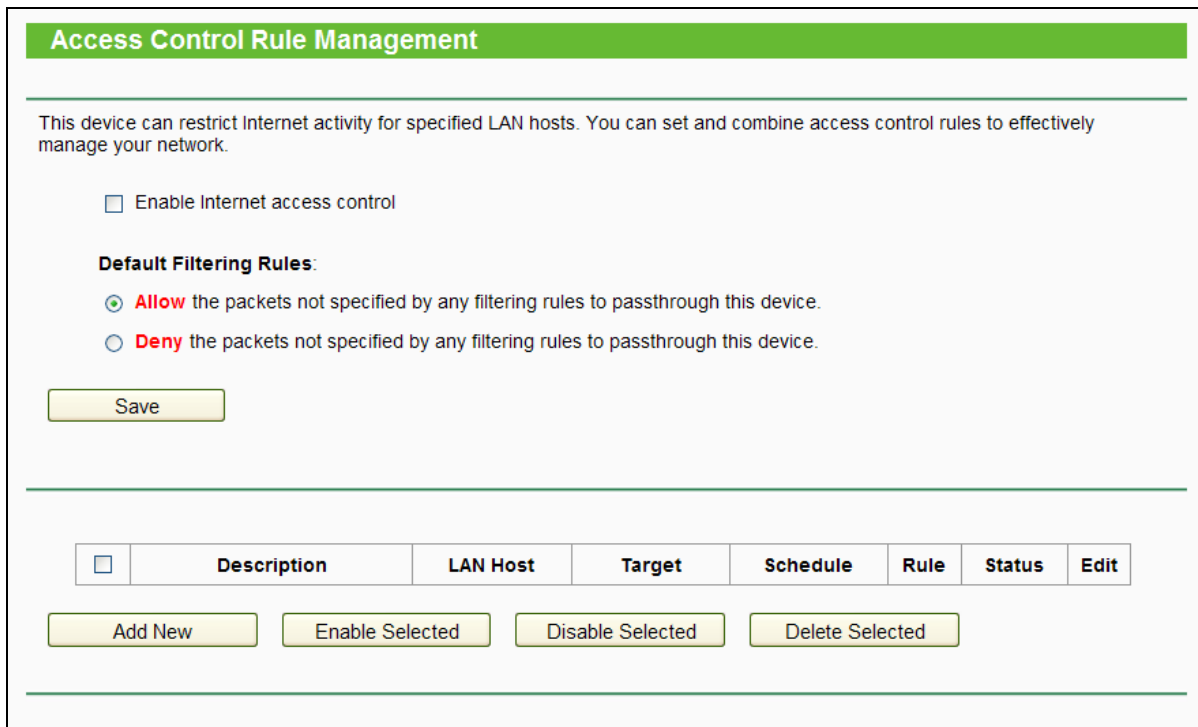 Access Control Rule Management
This device can restrict Internet activity for specified LAN hosts. You can set and combine access control rules to effectively
manage your network.
Enable Internet access control
Default Filtering Rules:
Allow the packets not specified by any filtering rules to passthrough this device.
Deny the packets not specified by any filtering rules to passthrough this device.
Save
Description LAN Host Target Schedule Rule Status Edit
Add New Enable Selected Disable Selected Delete Selected